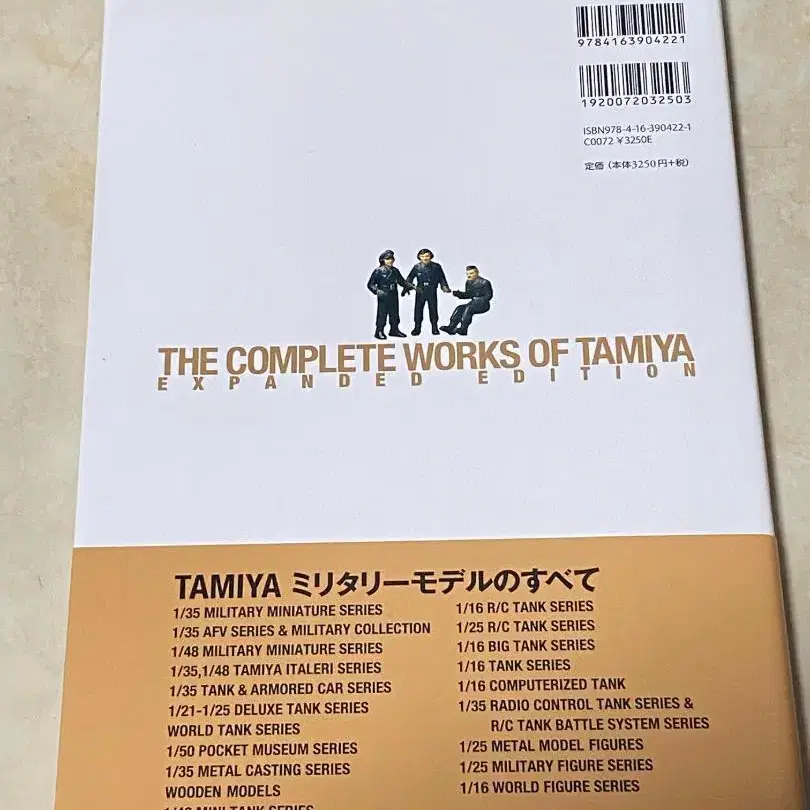 9784163904221
1920072032503
ISBN978-4-16-390422-1
C0072 ¥3250E
定価 (本体3250円+税)
THE COMPLETE WORKS OF TAMIYA
EXPANDED EDITION
TAMIYA ミリタリーモデルのすべて
1/35 MILITARY MINIATURE SERIES
1/35 AFV SERIES & MILITARY COLLECTION
1/48 MILITARY MINIATURE SERIES
1/35,1/48 TAMIYA ITALERI SERIES
1/35 TANK & ARMORED CAR SERIES
1/21-1/25 DELUXE TANK SERIES
WORLD TANK SERIES
1/50 POCKET MUSEUM SERIES
1/35 METAL CASTING SERIES
WOODEN MODELS
1/48 MINI TANK SERIES
1/16 R/C TANK SERIES
1/25 R/C TANK SERIES
1/16 BIG TANK SERIES
1/16 TANK SERIES
1/16 COMPUTERIZED TANK
1/35 RADIO CONTROL TANK SERIES &
R/C TANK BATTLE SYSTEM SERIES
1/25 METAL MODEL FIGURES
1/25 MILITARY FIGURE SERIES
1/16 WORLD FIGURE SERIES